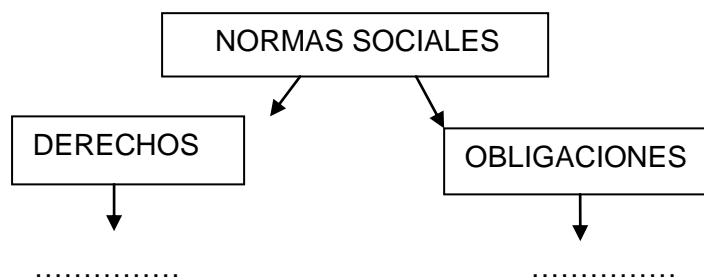 NORMAS SOCIALES
DERECHOS
OBLIGACIONES
............... ...............